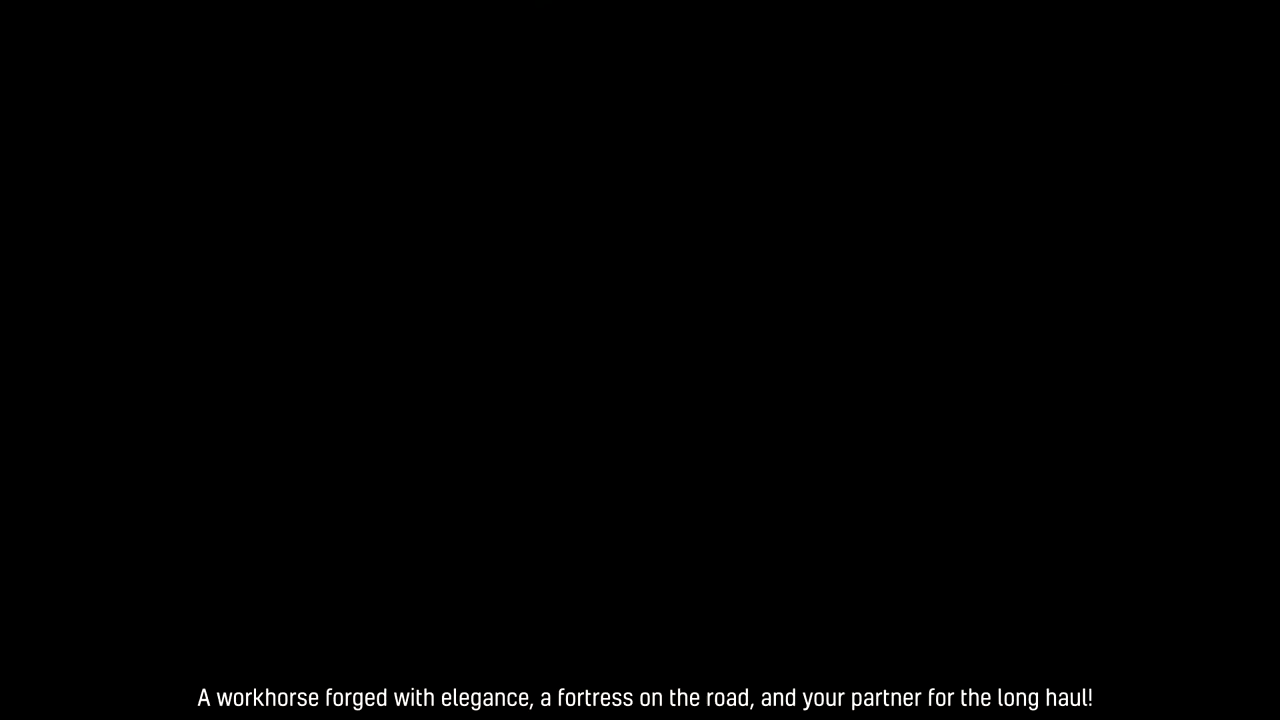 A workhorse forged with elegance, a fortress on the road, and your partner for the long haul!